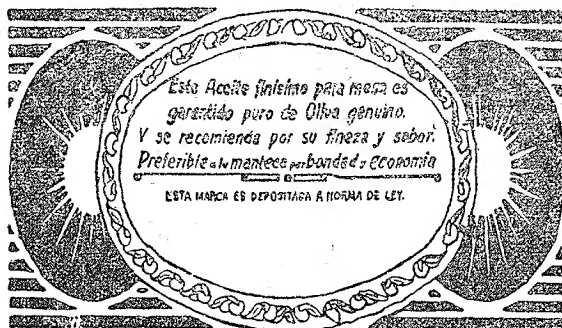 Este Aceite finísimo para mesa es
garantido puro de Oliva genuino.
Y se recomienda por su fineza y sabor.
Preferible a la manteca por bondad y economia
ESTA MARCA ES DEPOSITADA A NORMA DE LEY.